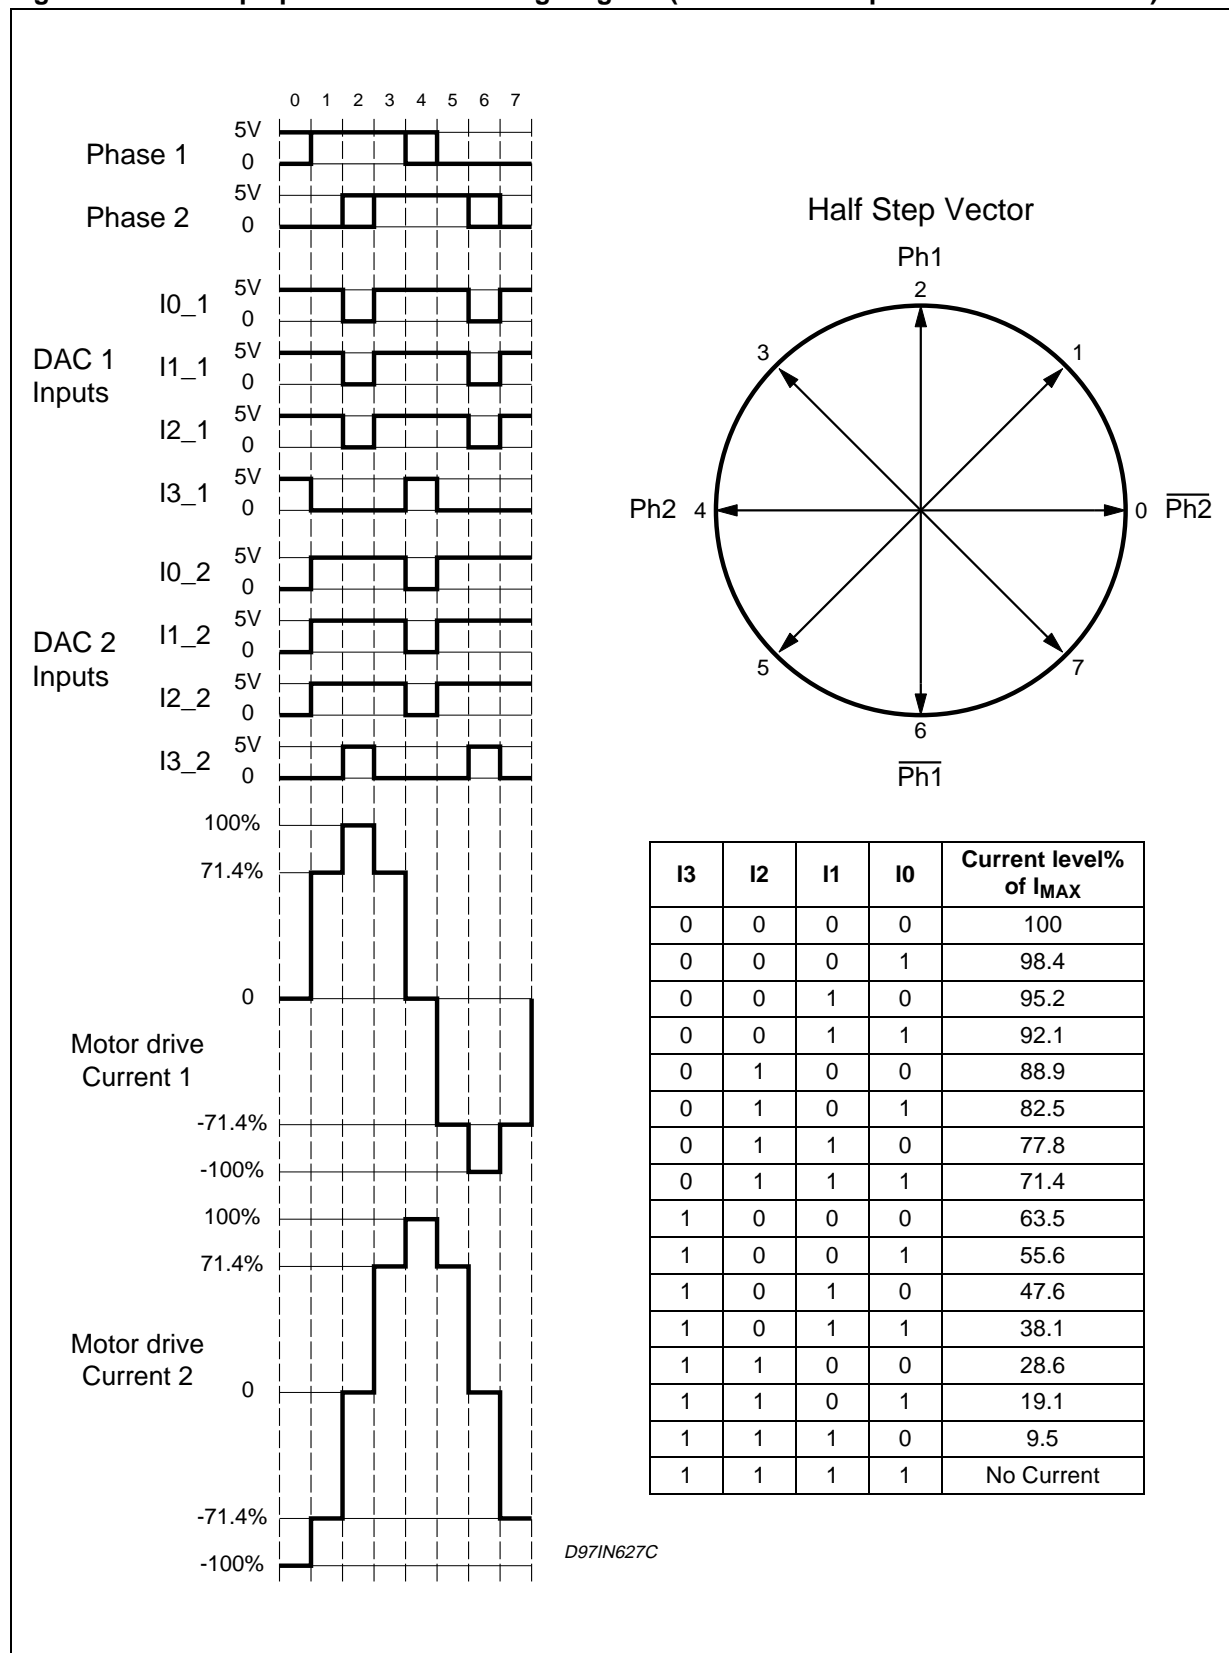 0 1 2 3 4 5 6 7
Phase 1
5V
0
Phase 2
5V
0
DAC 1
Inputs
I0_1
5V
0
I1_1
5V
0
I2_1
5V
0
I3_1
5V
0
DAC 2
Inputs
I0_2
5V
0
I1_2
5V
0
I2_2
5V
0
I3_2
5V
0
Motor drive
Current 1
100%
71.4%
0
-71.4%
-100%
Motor drive
Current 2
100%
71.4%
0
-71.4%
-100%
Half Step Vector
Ph1
2
3
1
Ph2 4
0 P̅h̅2̅
5
7
6
P̅h̅1̅
I3 I2 I1 I0 Current level%
of IMAX
0 0 0 0 100
0 0 0 1 98.4
0 0 1 0 95.2
0 0 1 1 92.1
0 1 0 0 88.9
0 1 0 1 82.5
0 1 1 0 77.8
0 1 1 1 71.4
1 0 0 0 63.5
1 0 0 1 55.6
1 0 1 0 47.6
1 0 1 1 38.1
1 1 0 0 28.6
1 1 0 1 19.1
1 1 1 0 9.5
1 1 1 1 No Current
D97IN627C